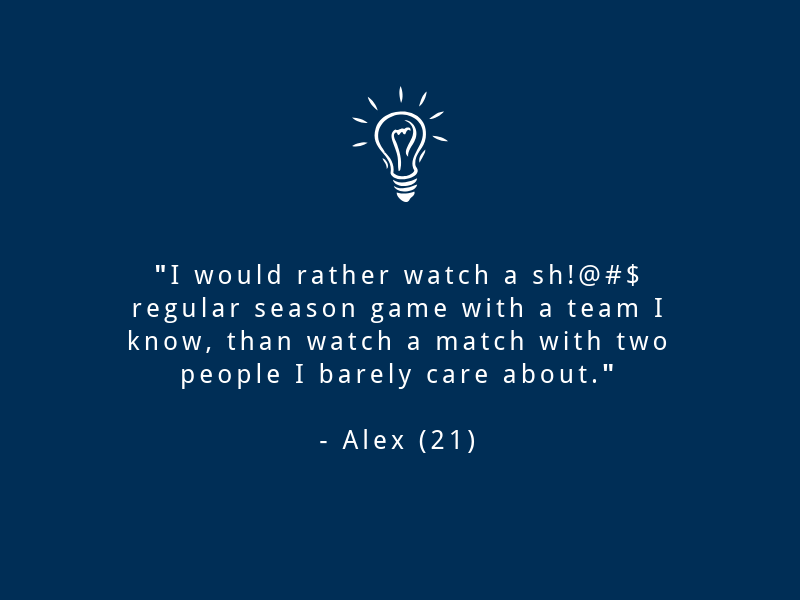 "I would rather watch a sh!@#$
regular season game with a team I
know, than watch a match with two
people I barely care about."
- Alex (21)